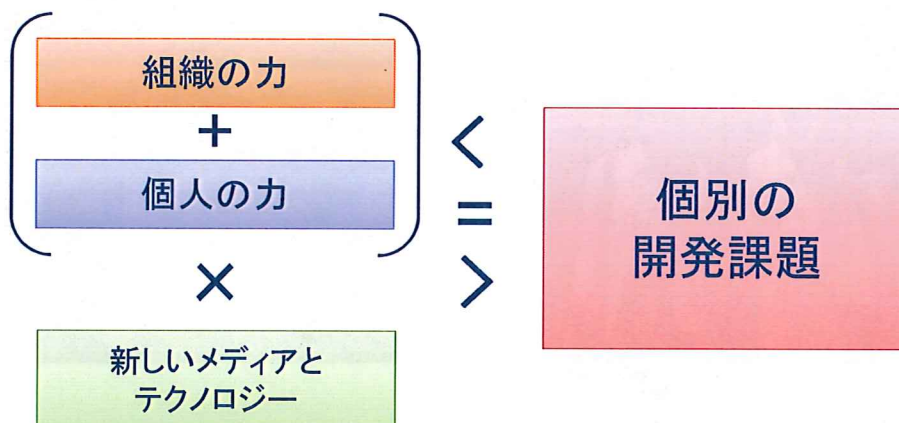 組織の力
+
個人の力
×
新しいメディアと
テクノロジー
<
=
>
個別の
開発課題